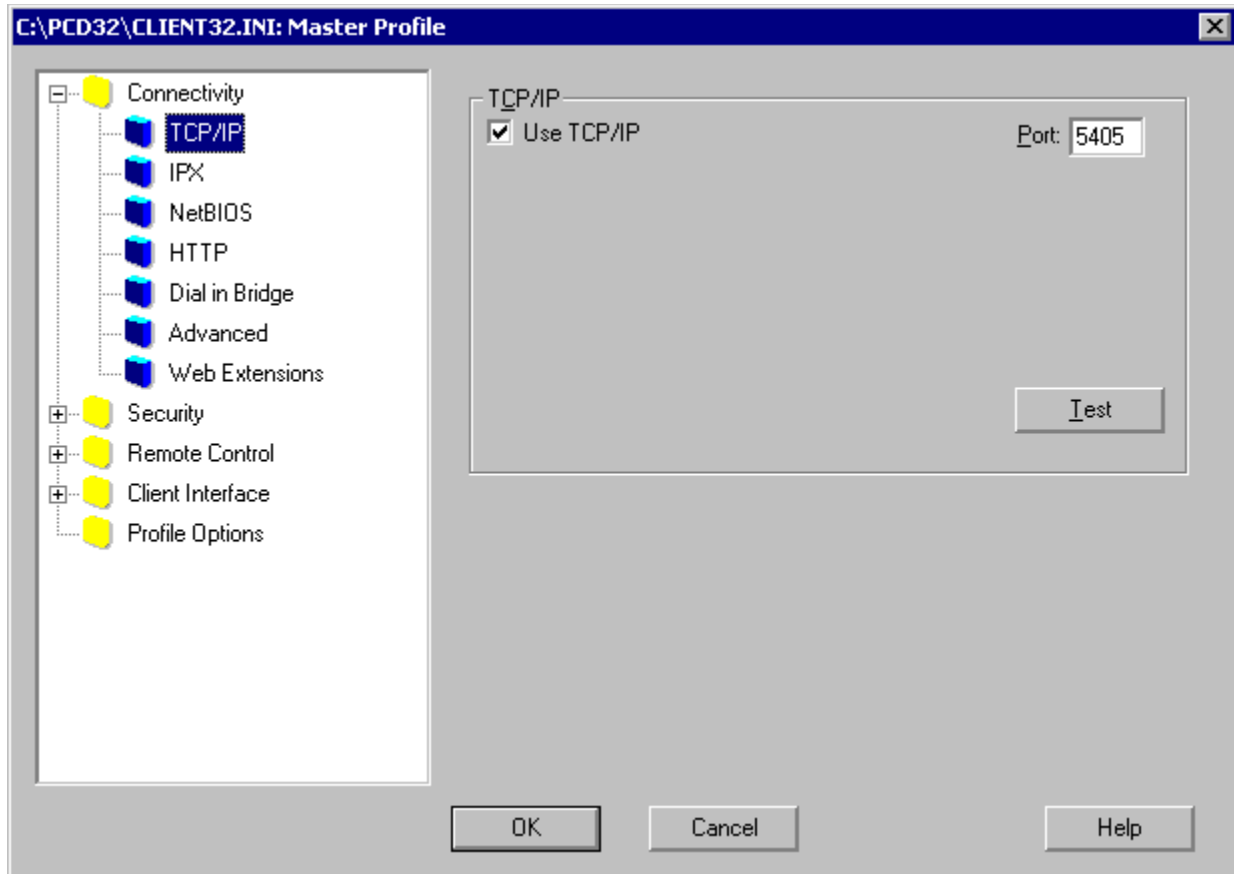 C:\PCD32\CLIENT32.INI: Master Profile
Connectivity
TCP/IP
IPX
NetBIOS
HTTP
Dial in Bridge
Advanced
Web Extensions
Security
Remote Control
Client Interface
Profile Options
TCP/IP
Use TCP/IP
Port: 5405
Test
OK
Cancel
Help